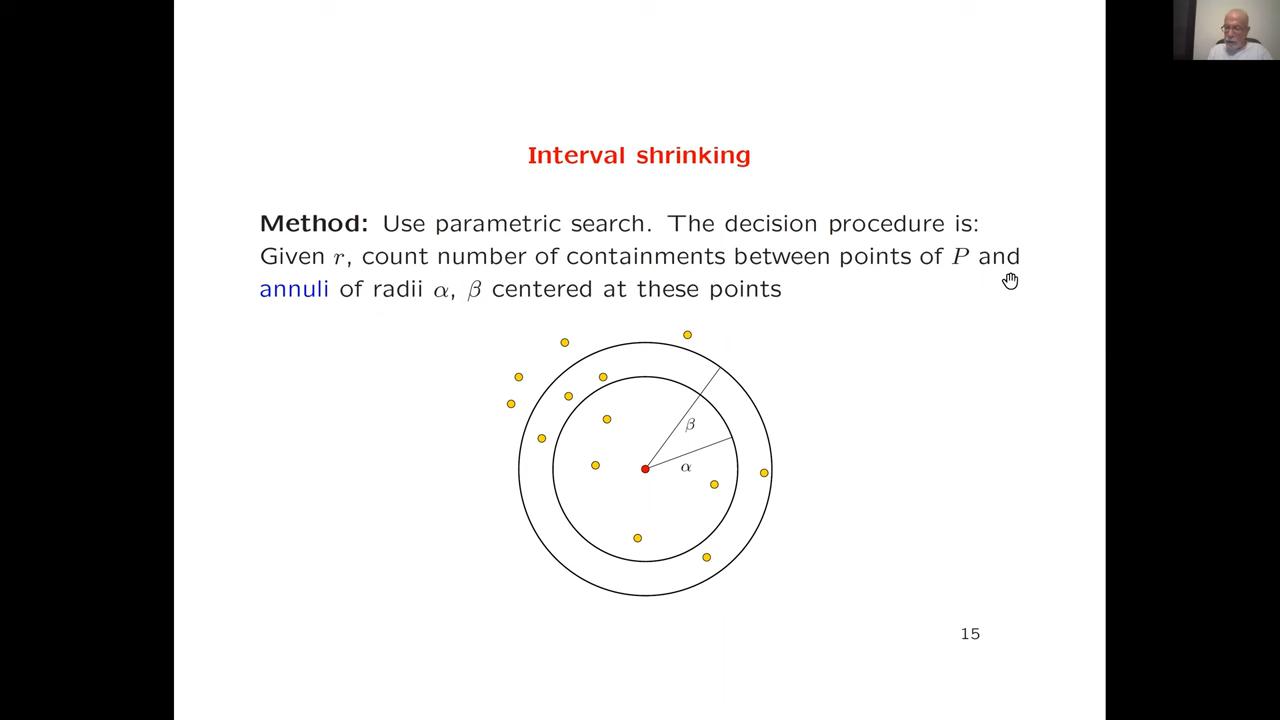 Interval shrinking
Method: Use parametric search. The decision procedure is:
Given r, count number of containments between points of P and
annuli of radii α, β centered at these points
β
α
15